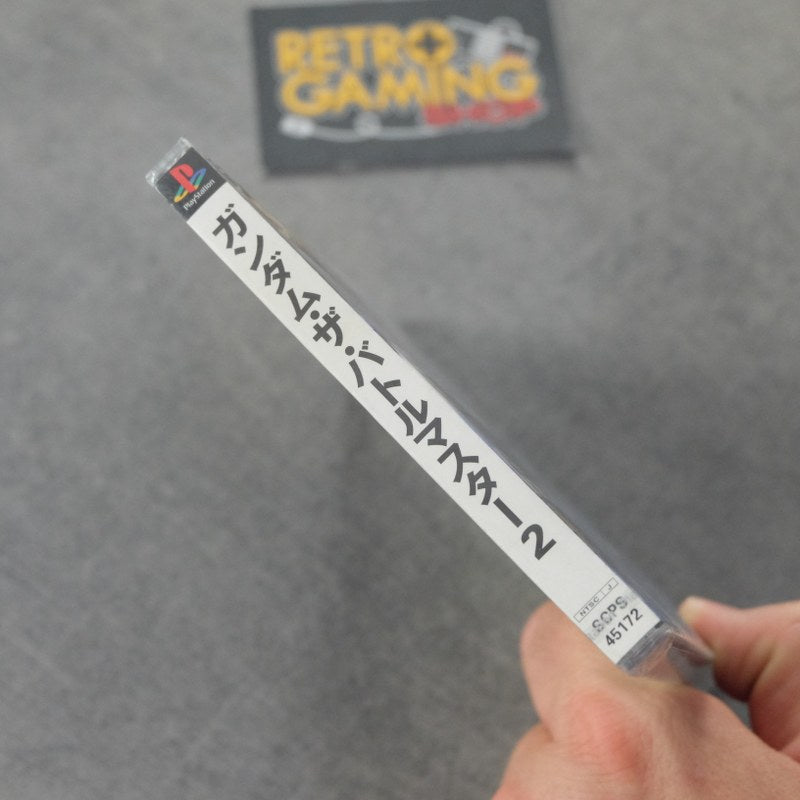 RETRO
GAMING
SHOP
PlayStation
ガンダム・ザ・バトルマスター2
NTSC J
SCPS
45172